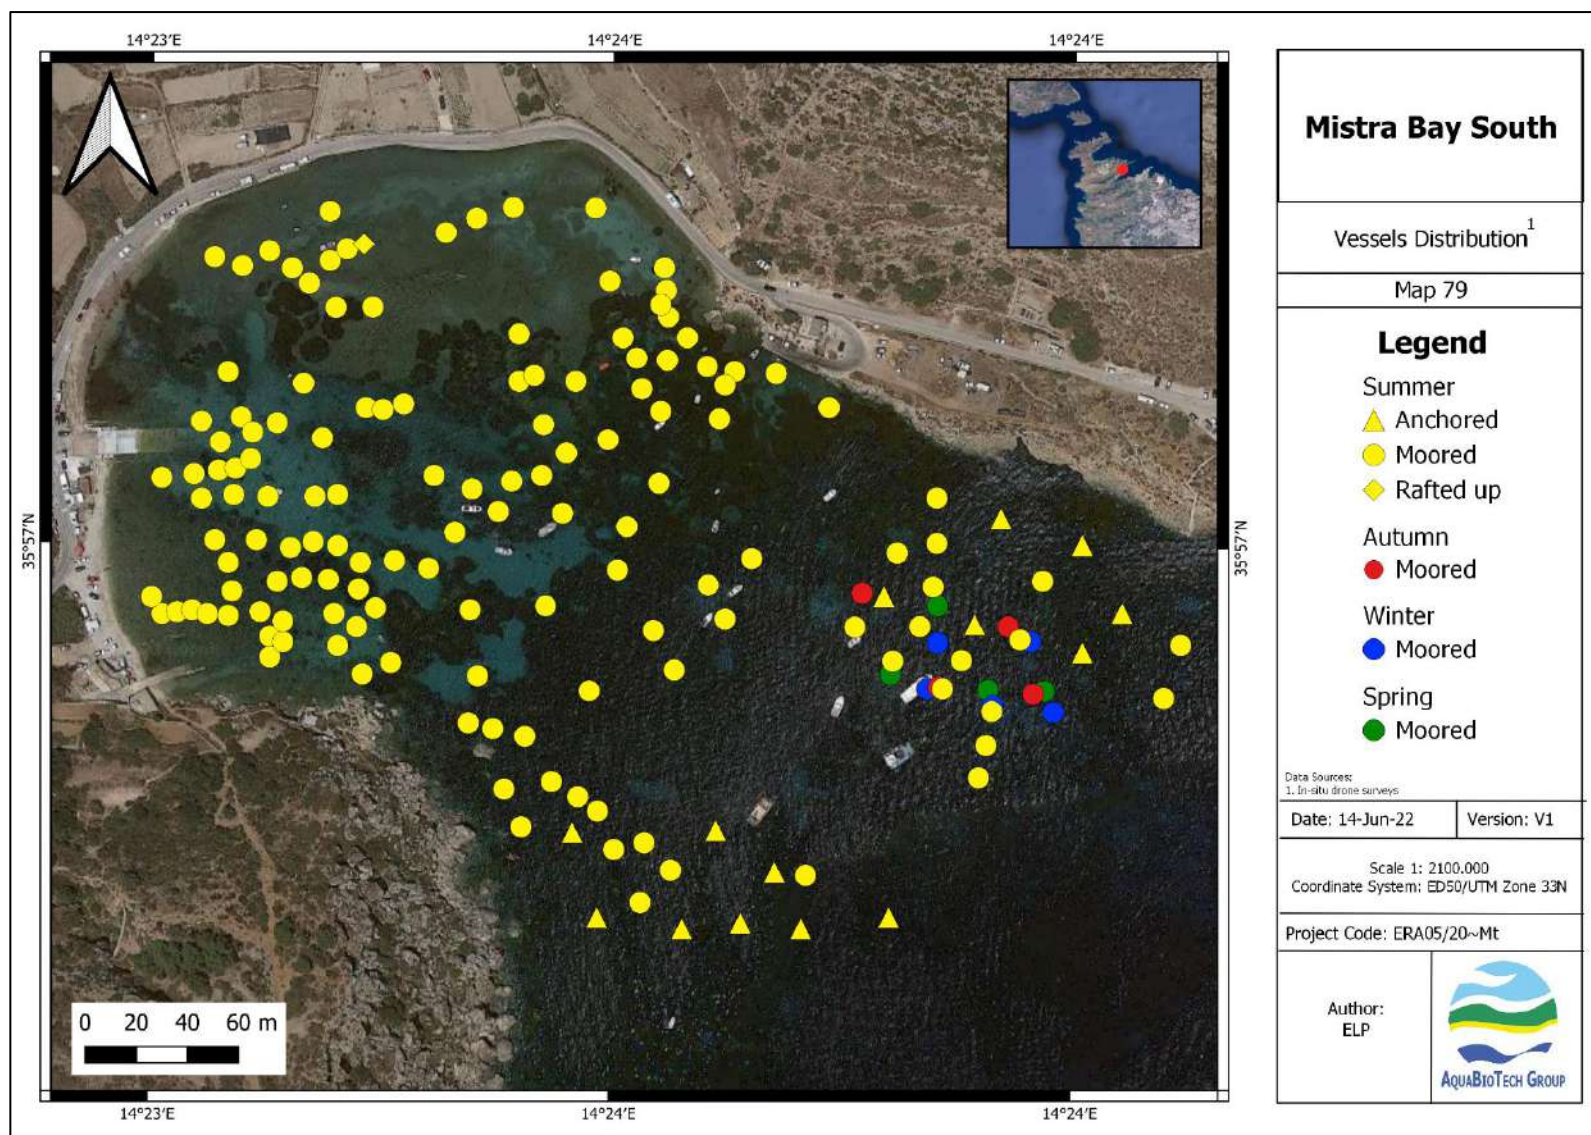 14°23′E
14°24′E
14°24′E
35°57′N
35°57′N
0 20 40 60 m
14°23′E
14°24′E
14°24′E
Mistra Bay South
Vessels Distribution1
Map 79
Legend
Summer
Anchored
Moored
Rafted up
Autumn
Moored
Winter
Moored
Spring
Moored
Data Sources:
1. In-situ drone surveys
Date: 14-Jun-22
Version: V1
Scale 1: 2100.000
Coordinate System: ED50/UTM Zone 33N
Project Code: ERA05/20~Mt
Author:
ELP
AQUABIOTECH GROUP